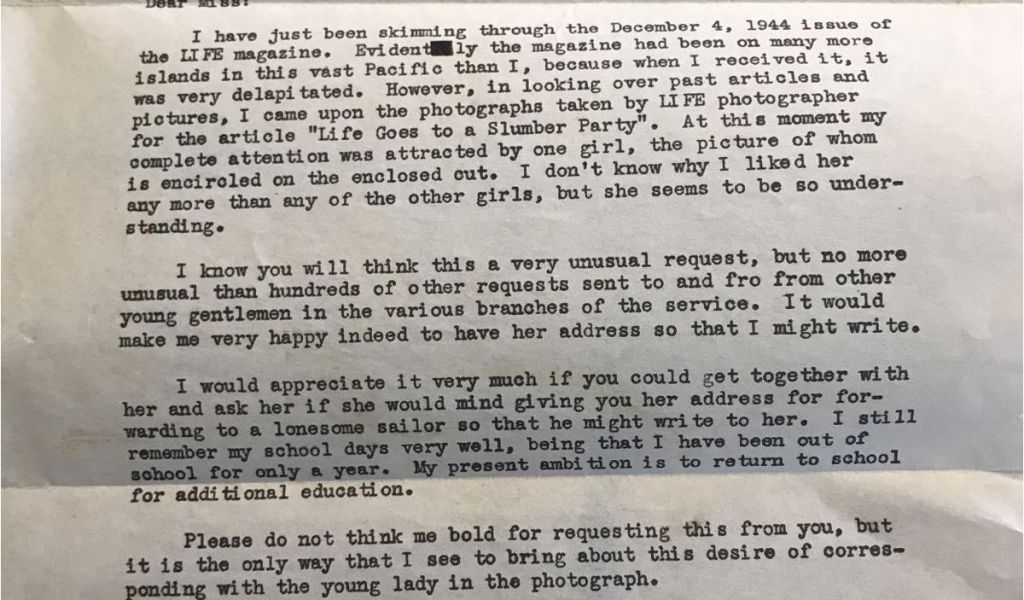 Dear Miss:
I have just been skimming through the December 4, 1944 issue of
the LIFE magazine. Evidently the magazine had been on many more
islands in this vast Pacific than I, because when I received it, it
was very delapitated. However, in looking over past articles and
pictures, I came upon the photographs taken by LIFE photographer
for the article "Life Goes to a Slumber Party". At this moment my
complete attention was attracted by one girl, the picture of whom
is encircled on the enclosed cut. I don't know why I liked her
any more than any of the other girls, but she seems to be so under-
standing.
I know you will think this a very unusual request, but no more
unusual than hundreds of other requests sent to and fro from other
young gentlemen in the various branches of the service. It would
make me very happy indeed to have her address so that I might write.
I would appreciate it very much if you could get together with
her and ask her if she would mind giving you her address for for-
warding to a lonesome sailor so that he might write to her. I still
remember my school days very well, being that I have been out of
school for only a year. My present ambition is to return to school
for additional education.
Please do not think me bold for requesting this from you, but
it is the only way that I see to bring about this desire of corres-
ponding with the young lady in the photograph.